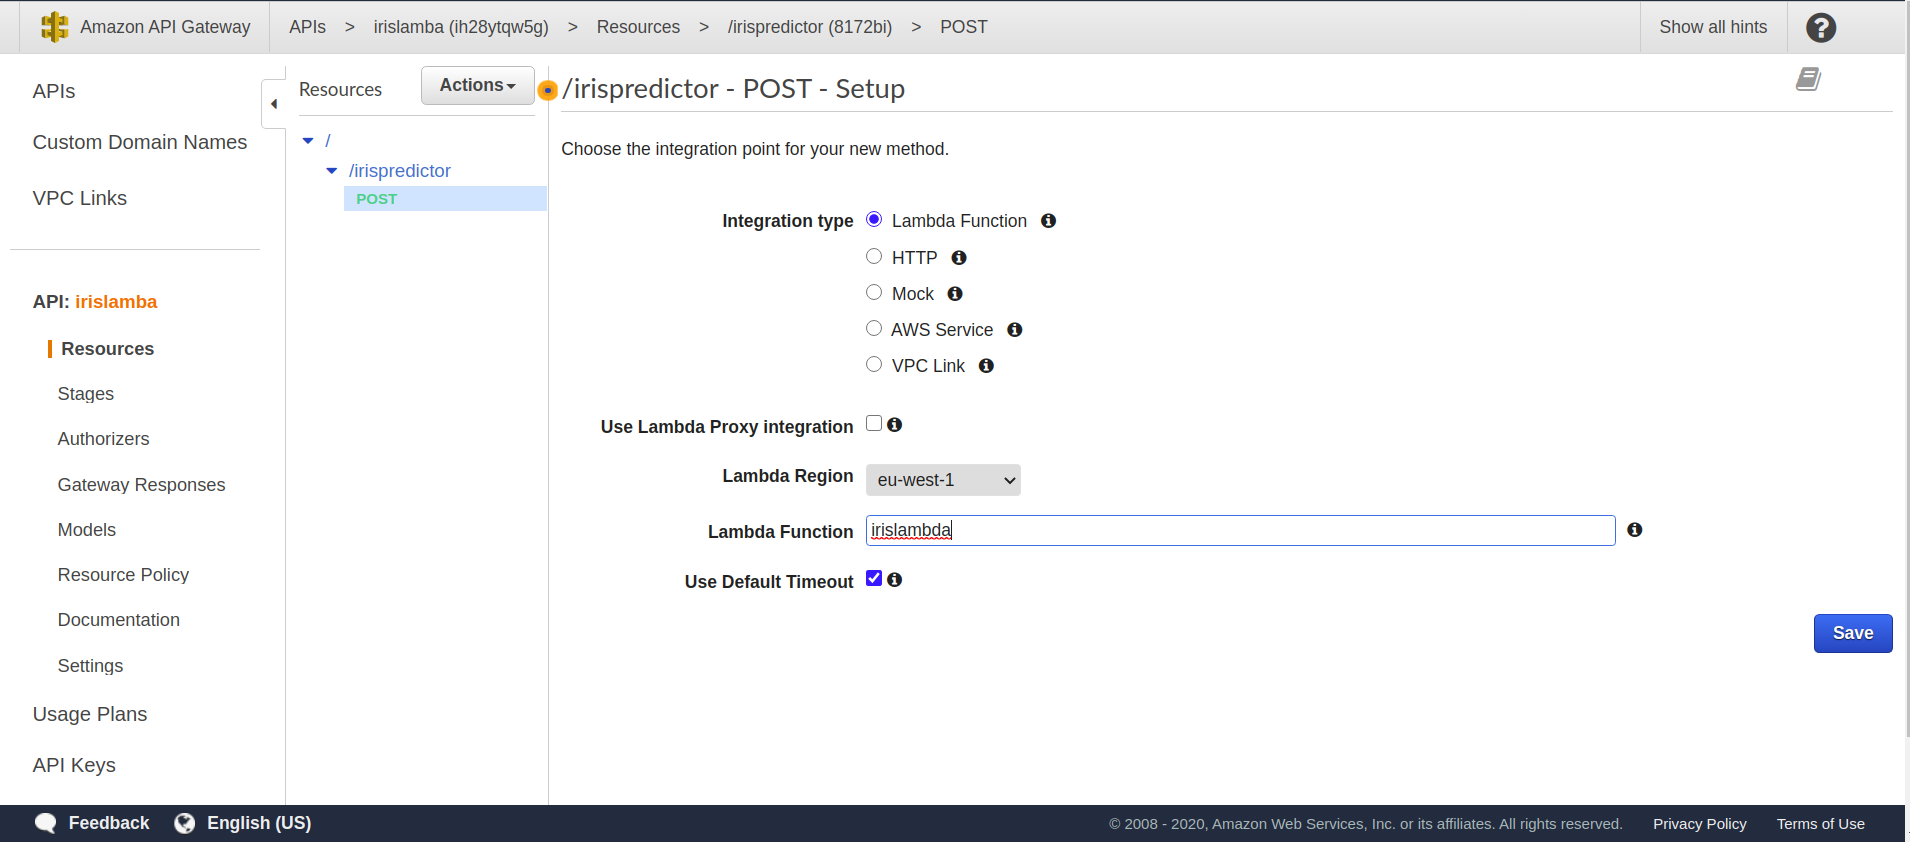 Amazon API Gateway APIs > irislamba (ih28ytqw5g) > Resources > /irispredictor (8172bi) > POST Show all hints ?
APIs
Custom Domain Names
VPC Links
API: irislamba
Resources
Stages
Authorizers
Gateway Responses
Models
Resource Policy
Documentation
Settings
Usage Plans
API Keys
Resources Actions
/
/irispredictor
POST
/irispredictor - POST - Setup
Choose the integration point for your new method.
Integration type Lambda Function
HTTP
Mock
AWS Service
VPC Link
Use Lambda Proxy integration
Lambda Region eu-west-1
Lambda Function irislambda
Use Default Timeout
Save
Feedback English (US) © 2008 - 2020, Amazon Web Services, Inc. or its affiliates. All rights reserved. Privacy Policy Terms of Use